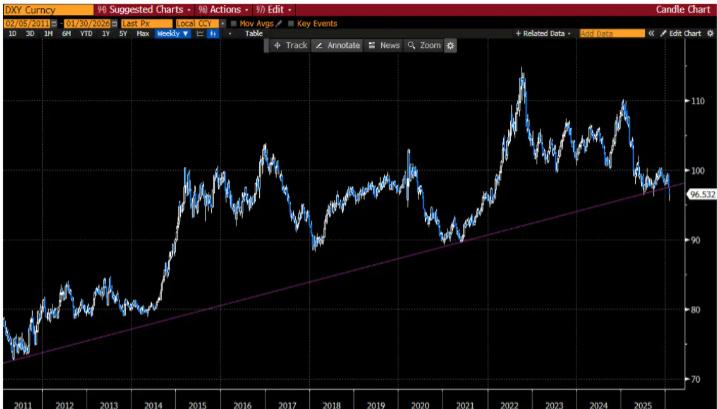 DXY Curncy 94 Suggested Charts 96 Actions 97 Edit Candle Chart
02/05/2011 - 01/30/2026 Last Px Local CCY Mov Avgs Key Events
1D 3D 1M 6M YTD 1Y 5Y Max Weekly Table + Related Data Add Data « Edit Chart
Track Annotate News Zoom
110
100
96.532
90
80
70
2011 2012 2013 2014 2015 2016 2017 2018 2019 2020 2021 2022 2023 2024 2025